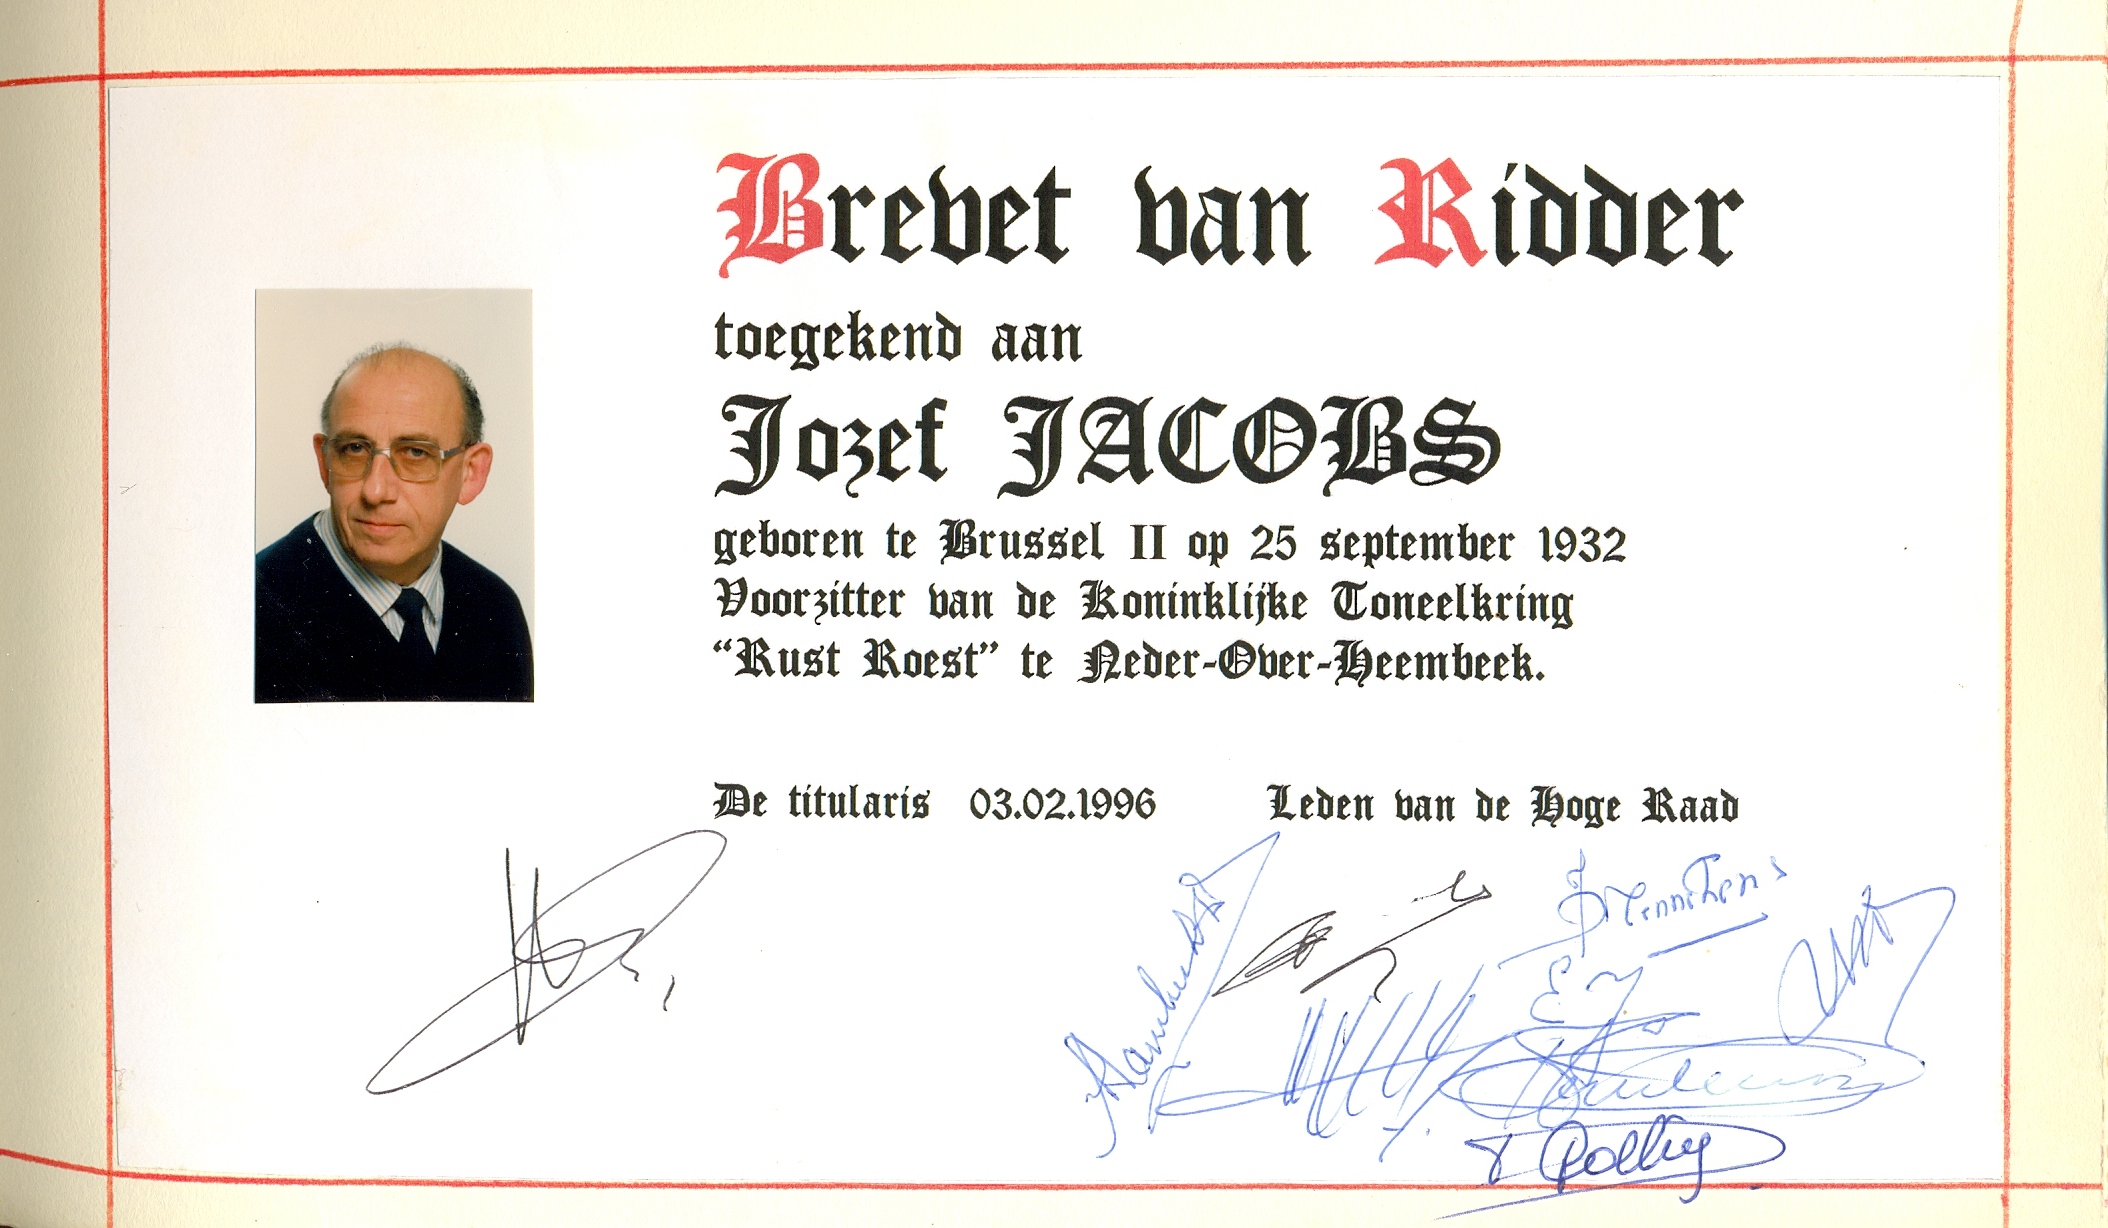 Brevet van Ridder
toegekend aan
Jozef JACOBS
geboren te Brussel II op 25 september 1932
Voorzitter van de Koninklijke Toneelkring
“Rust Roest” te Neder-Over-Heembeek.
De titularis 03.02.1996 Leden van de Hoge Raad